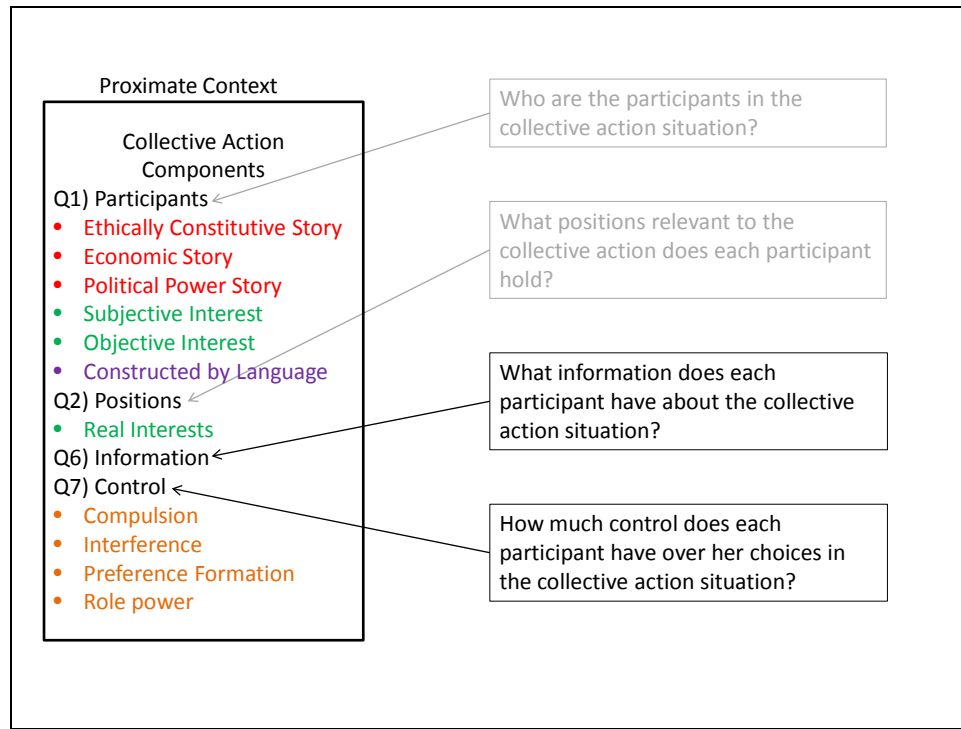 Proximate Context
Collective Action
Components
Q1) Participants
• Ethically Constitutive Story
• Economic Story
• Political Power Story
• Subjective Interest
• Objective Interest
• Constructed by Language
Q2) Positions
• Real Interests
Q6) Information
Q7) Control
• Compulsion
• Interference
• Preference Formation
• Role power
Who are the participants in the
collective action situation?
What positions relevant to the
collective action does each participant
hold?
What information does each
participant have about the collective
action situation?
How much control does each
participant have over her choices in
the collective action situation?